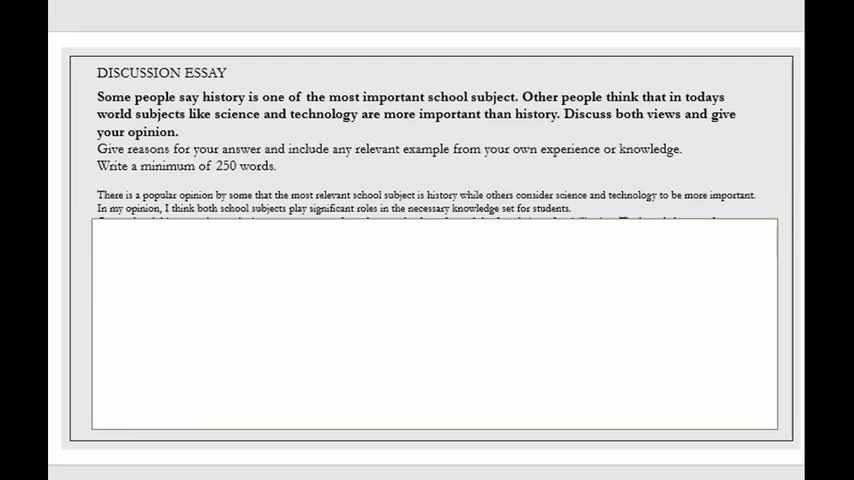 DISCUSSION ESSAY
Some people say history is one of the most important school subject. Other people think that in todays
world subjects like science and technology are more important than history. Discuss both views and give
your opinion.
Give reasons for your answer and include any relevant example from your own experience or knowledge.
Write a minimum of 250 words.
There is a popular opinion by some that the most relevant school subject is history while others consider science and technology to be more important.
In my opinion, I think both school subjects play significant roles in the necessary knowledge set for students.